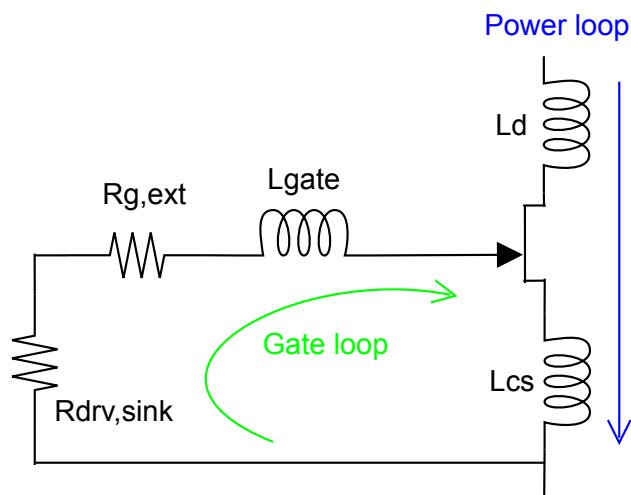 Power loop
Ld
Lgate
Rg,ext
Gate loop
Lcs
Rdrv,sink